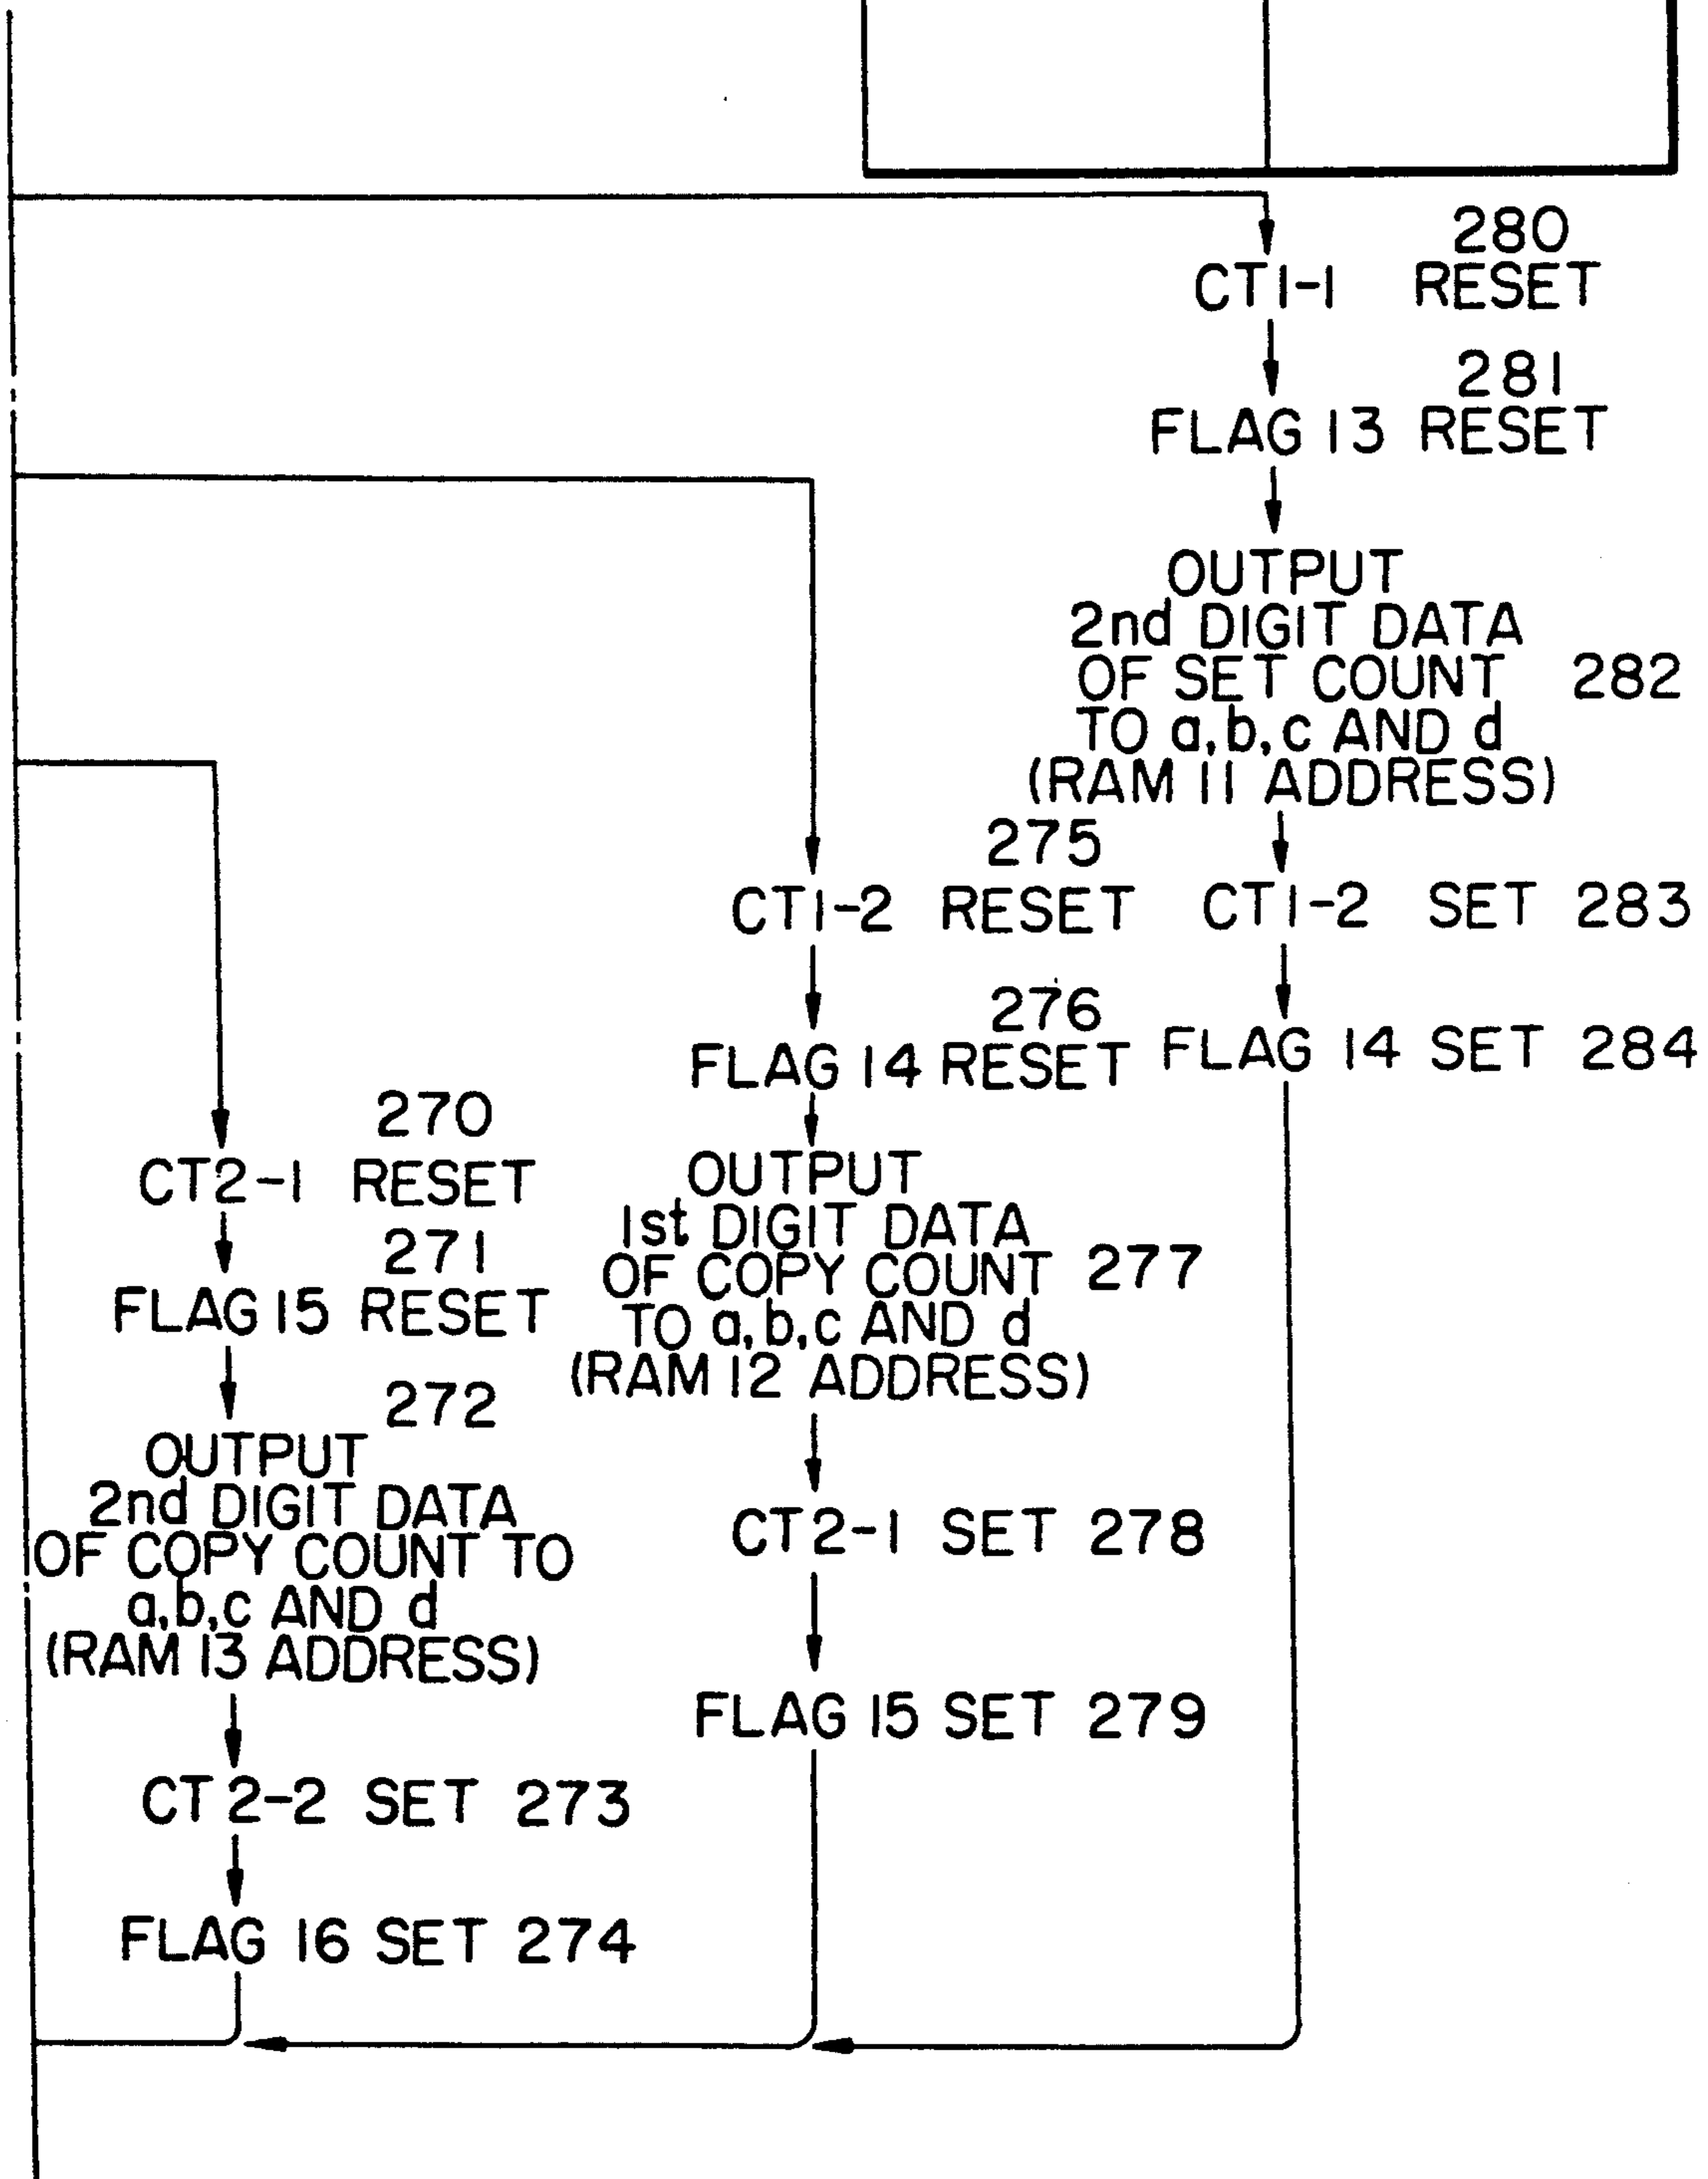 280
CT1-1 RESET
281
FLAG 13 RESET
OUTPUT
2nd DIGIT DATA
OF SET COUNT 282
TO a,b,c AND d
(RAM 11 ADDRESS)
CT1-2 SET 283
FLAG 14 SET 284
275
CT1-2 RESET
276
FLAG 14 RESET
OUTPUT
1st DIGIT DATA
OF COPY COUNT 277
TO a,b,c AND d
(RAM 12 ADDRESS)
CT2-1 SET 278
FLAG 15 SET 279
270
CT2-1 RESET
271
FLAG 15 RESET
272
OUTPUT
2nd DIGIT DATA
OF COPY COUNT TO
a,b,c AND d
(RAM 13 ADDRESS)
CT 2-2 SET 273
FLAG 16 SET 274